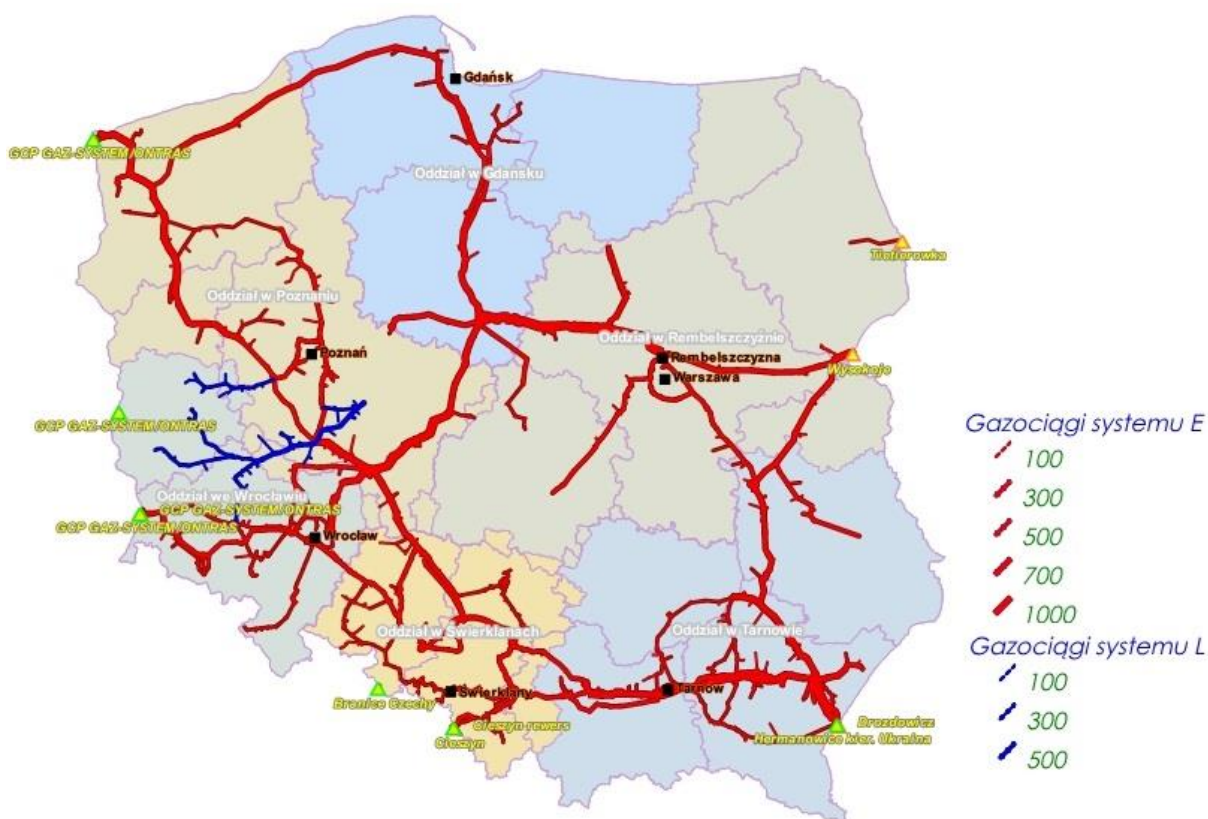 Gdańsk
GCP GAZ-SYSTEM/ONTRAS
Oddział w Gdańsku
Tietierowka
Oddział w Poznaniu
Oddział w Rembelszczyźnie
Poznań
Rembelszczyzna
Wysokoje
Warszawa
GCP GAZ-SYSTEM/ONTRAS
Gazociągi systemu E
100
300
500
700
1000
Oddział we Wrocławiu
GCP GAZ-SYSTEM/ONTRAS
GCP GAZ-SYSTEM/ONTRAS
Wrocław
Oddział w Świerklanach
Oddział w Tarnowie
Gazociągi systemu L
100
300
500
Świerklany
Tarnów
Branice Czechy
Cieszyn-rewers
Cieszyn
Drozdowicz
Hermanowice kier. Ukraina